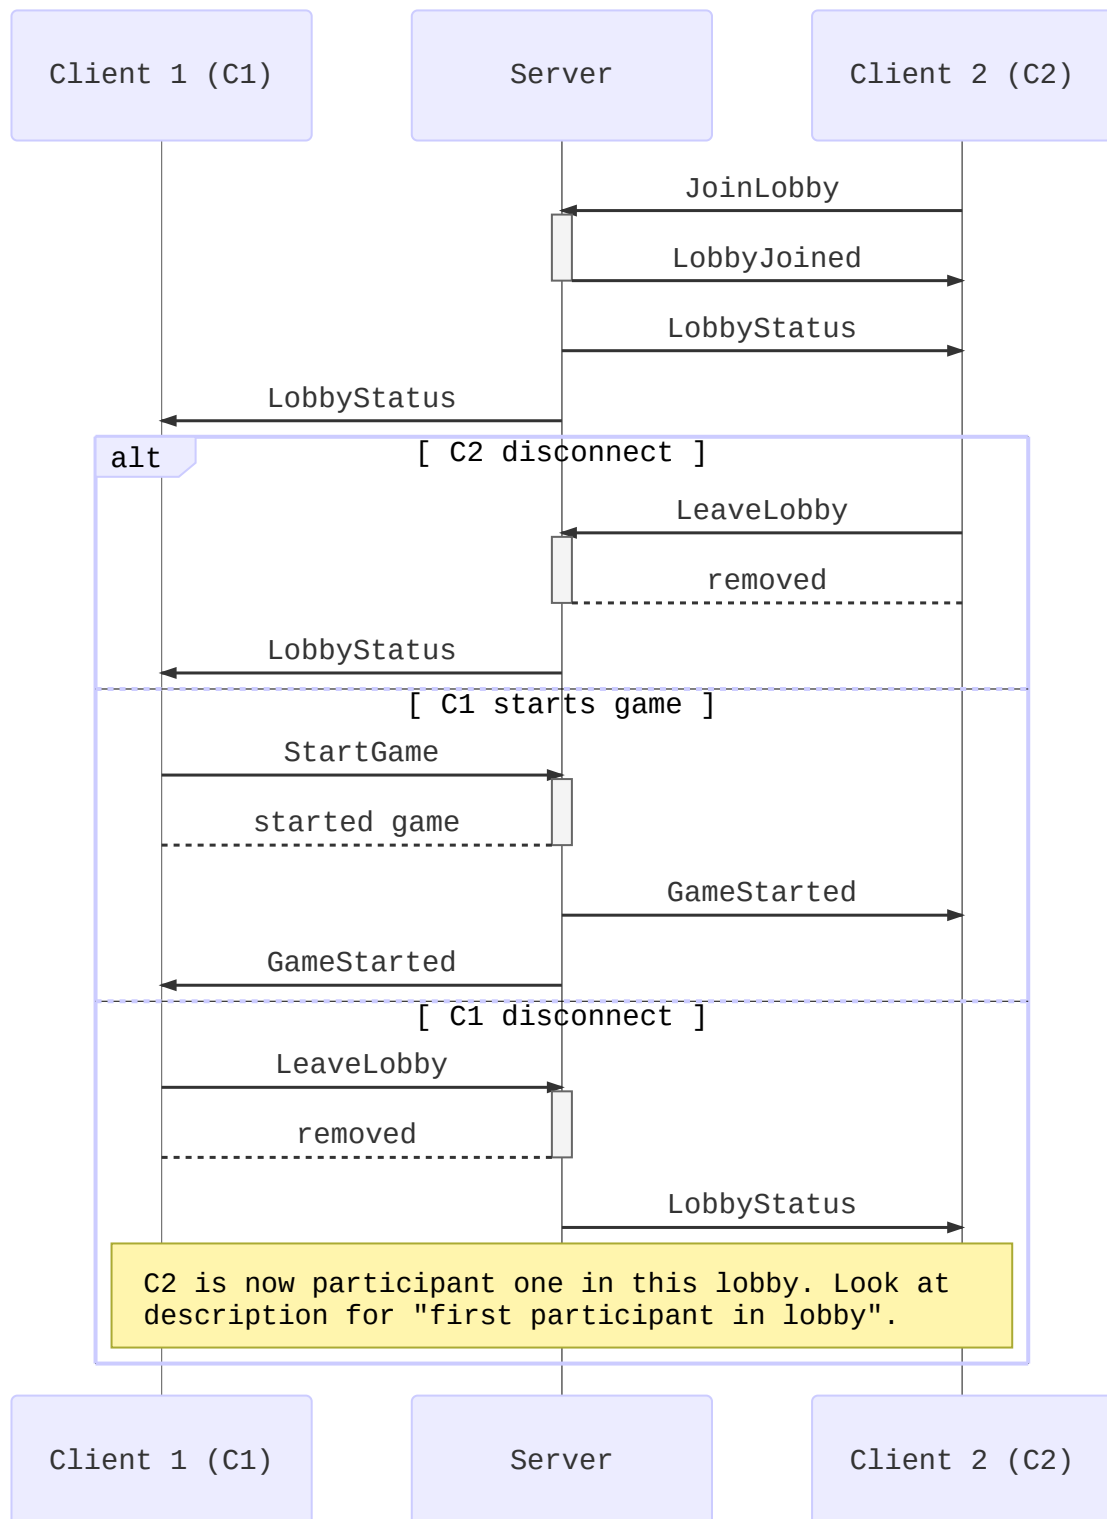 Client 1 (C1)
Server
Client 2 (C2)
JoinLobby
LobbyJoined
LobbyStatus
LobbyStatus
alt
[ C2 disconnect ]
LeaveLobby
removed
LobbyStatus
[ C1 starts game ]
StartGame
started game
GameStarted
GameStarted
[ C1 disconnect ]
LeaveLobby
removed
LobbyStatus
C2 is now participant one in this lobby. Look at
description for "first participant in lobby".
Client 1 (C1)
Server
Client 2 (C2)